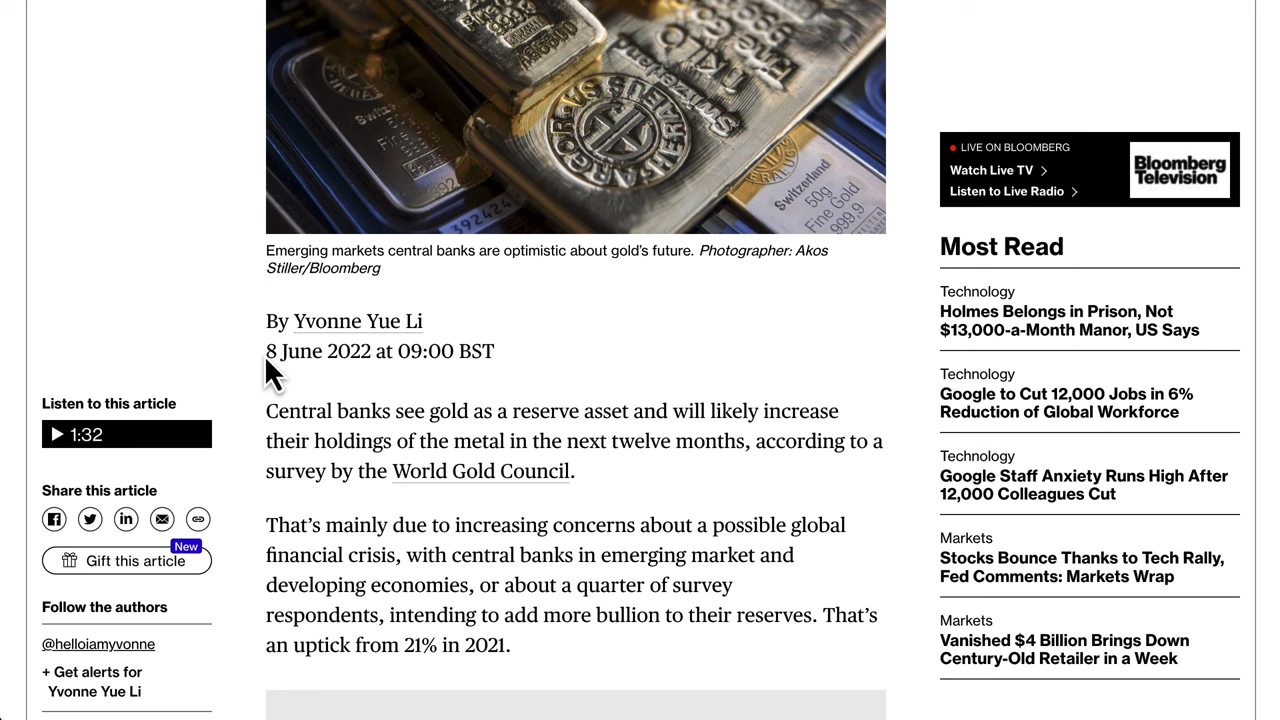 Fine Gold
Switzerland
392424
Switzerland
50g
Fine Gold
999,9
ARGOR HERAEUS
Emerging markets central banks are optimistic about gold's future. Photographer: Akos
Stiller/Bloomberg
By Yvonne Yue Li
8 June 2022 at 09:00 BST
Central banks see gold as a reserve asset and will likely increase
their holdings of the metal in the next twelve months, according to a
survey by the World Gold Council.
That's mainly due to increasing concerns about a possible global
financial crisis, with central banks in emerging market and
developing economies, or about a quarter of survey
respondents, intending to add more bullion to their reserves. That's
an uptick from 21% in 2021.
Listen to this article
1:32
Share this article
New
Gift this article
Follow the authors
@helloiamyvonne
+ Get alerts for
Yvonne Yue Li
LIVE ON BLOOMBERG
Watch Live TV
Listen to Live Radio
Bloomberg
Television
Most Read
Technology
Holmes Belongs in Prison, Not
$13,000-a-Month Manor, US Says
Technology
Google to Cut 12,000 Jobs in 6%
Reduction of Global Workforce
Technology
Google Staff Anxiety Runs High After
12,000 Colleagues Cut
Markets
Stocks Bounce Thanks to Tech Rally,
Fed Comments: Markets Wrap
Markets
Vanished $4 Billion Brings Down
Century-Old Retailer in a Week